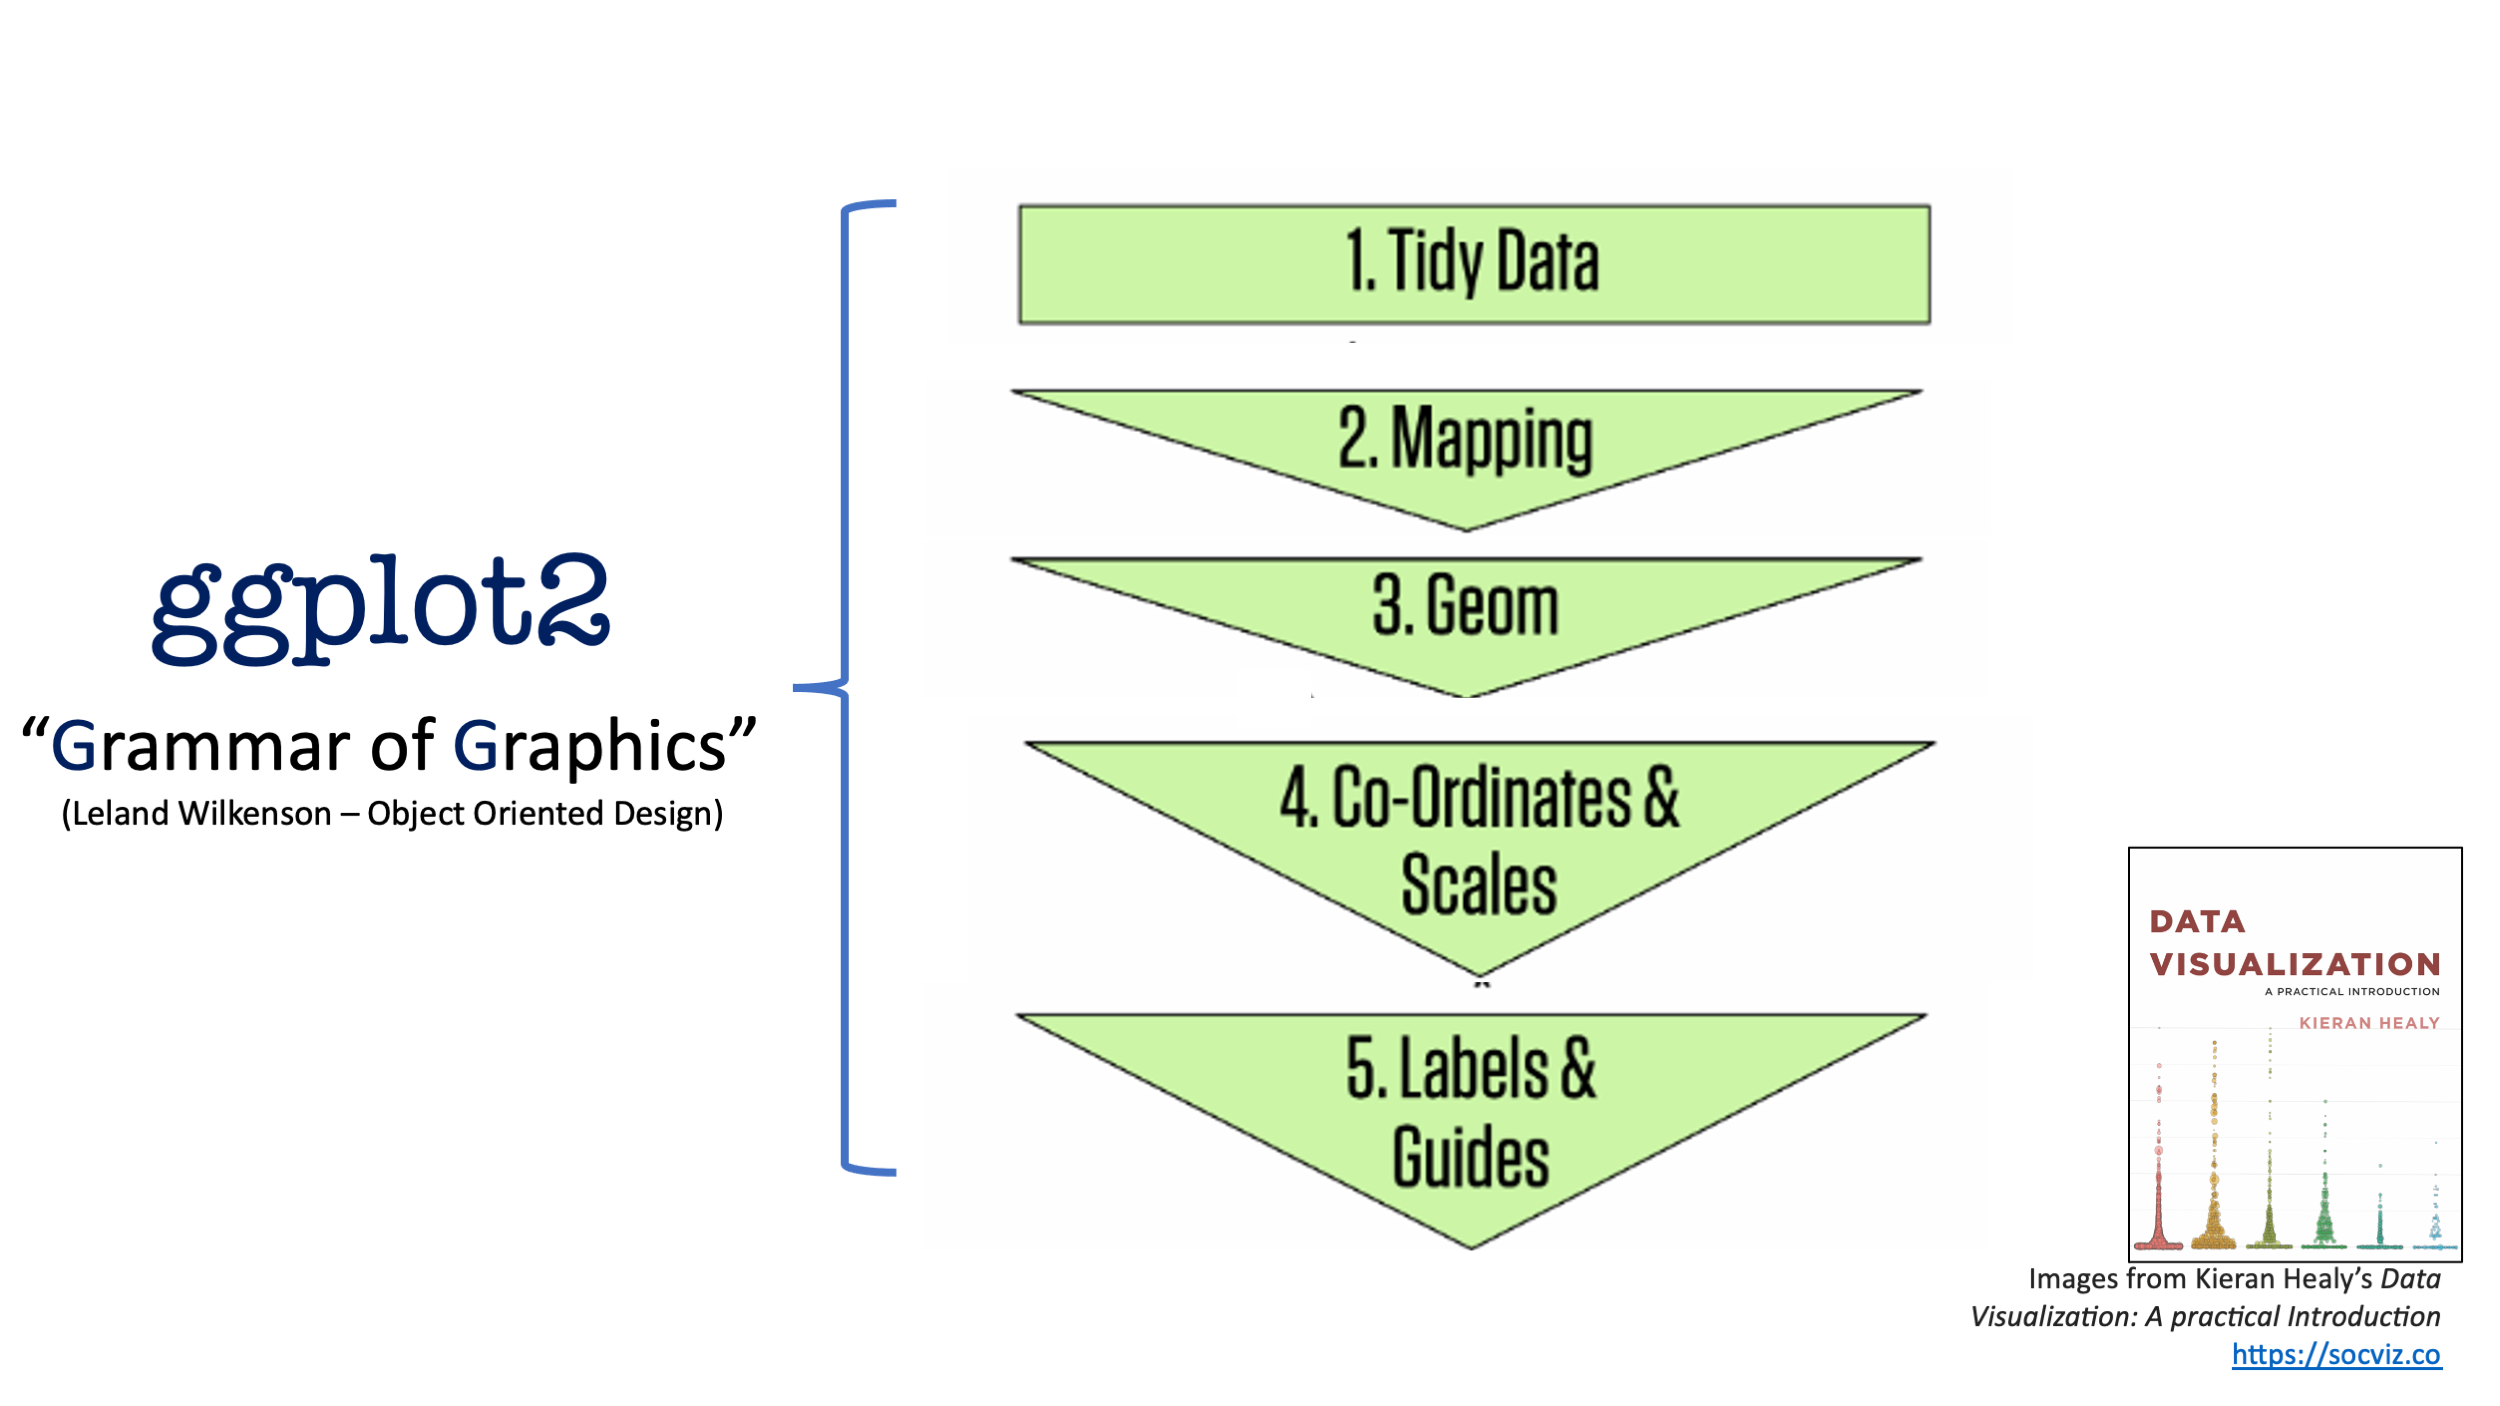 ggplot2
“Grammar of Graphics”
(Leland Wilkenson – Object Oriented Design)
1. Tidy Data
2. Mapping
3. Geom
4. Co-Ordinates &
Scales
5. Labels &
Guides
DATA
VISUALIZATION
A PRACTICAL INTRODUCTION
KIERAN HEALY
Images from Kieran Healy’s Data
Visualization: A practical Introduction
https://socviz.co